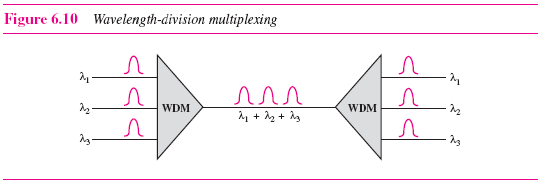 Figure 6.10 Wavelength-division multiplexing
λ1
λ2
λ3
WDM
λ1 + λ2 + λ3
WDM
λ1
λ2
λ3